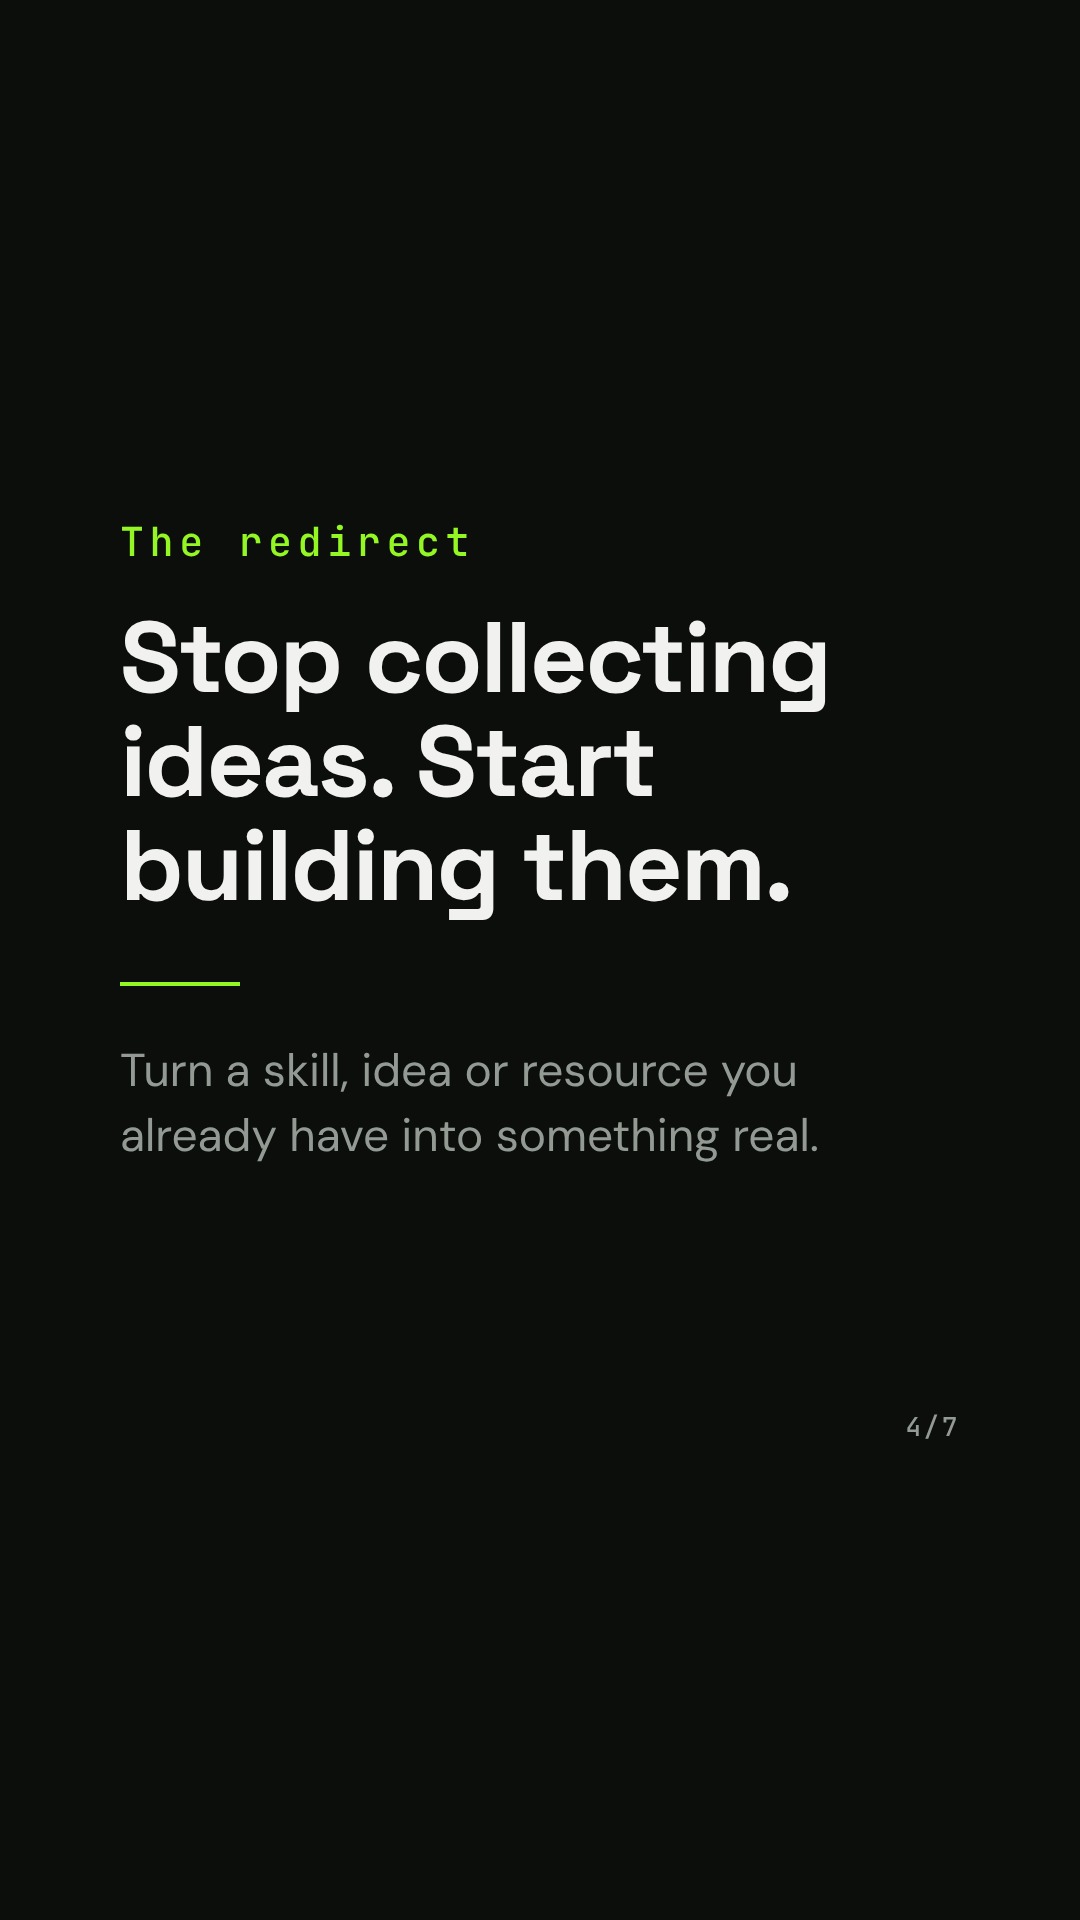 The redirect
Stop collecting
ideas. Start
building them.
Turn a skill, idea or resource you
already have into something real.
4/7